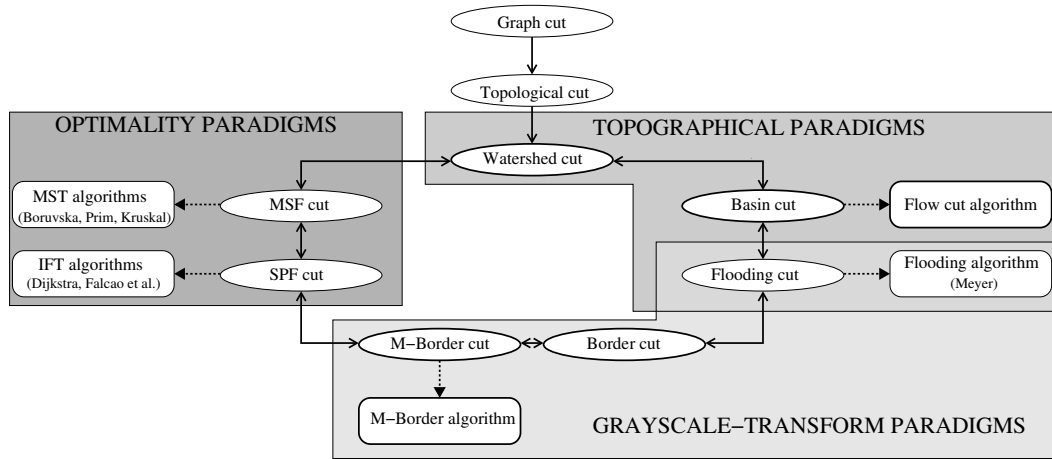 Graph cut
Topological cut
OPTIMALITY PARADIGMS
TOPOGRAPHICAL PARADIGMS
Watershed cut
MST algorithms
(Boruvska, Prim, Kruskal)
MSF cut
Basin cut
Flow cut algorithm
IFT algorithms
(Dijkstra, Falcao et al.)
SPF cut
Flooding cut
Flooding algorithm
(Meyer)
M−Border cut
Border cut
M−Border algorithm
GRAYSCALE−TRANSFORM PARADIGMS